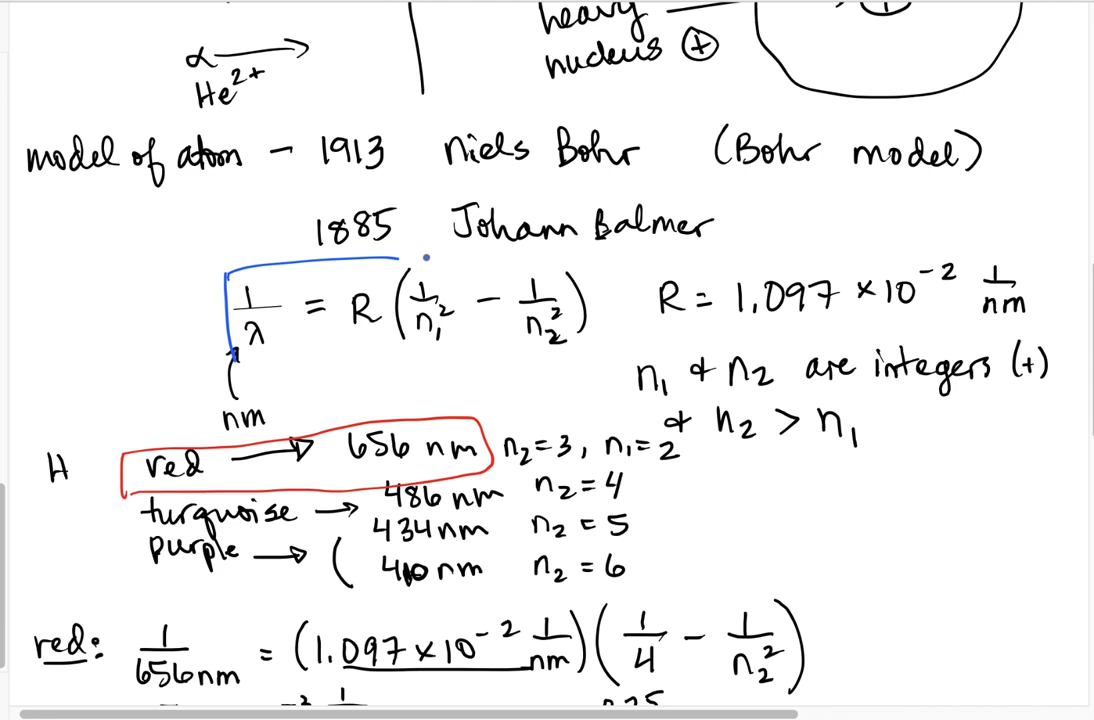 heavy
nucleus ⊕
α →
He²⁺
model of atom – 1913 Niels Bohr (Bohr model)
1885 Johann Balmer
1/λ = R (1/n₁² − 1/n₂²) R = 1.097 × 10⁻² 1/nm
nm
n₁ & n₂ are integers (+)
& n₂ > n₁
H red → 656 nm n₂ = 3, n₁ = 2
turquoise → 486 nm n₂ = 4
434 nm n₂ = 5
purple → ( 410 nm n₂ = 6
red: 1/656 nm = (1.097 × 10⁻² 1/nm) (1/4 − 1/n₂²)